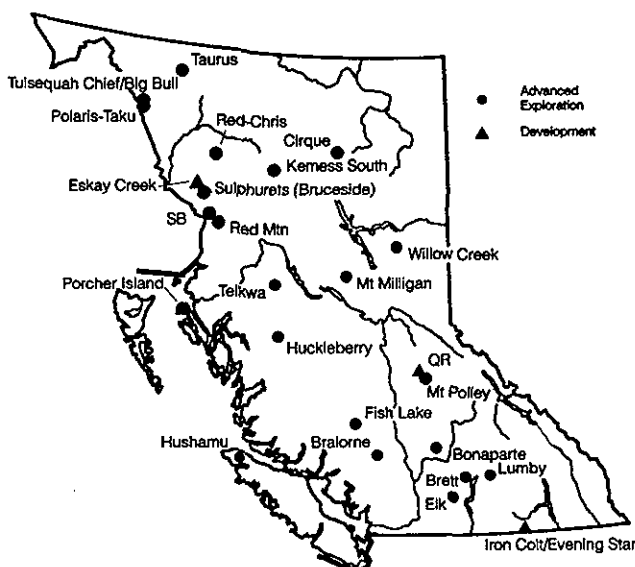 Taurus
Tulsequah Chief/Big Bull
Polaris-Taku
Advanced
Exploration
Development
Red-Chris
Cirque
Kemess South
Eskay Creek
Sulphurets (Bruceside)
SB
Red Mtn
Willow Creek
Porcher Island
Telkwa
Mt Milligan
Huckleberry
QR
Mt Polley
Fish Lake
Hushamu
Bralorne
Bonaparte
Brett
Lumby
Elk
Iron Colt/Evening Star